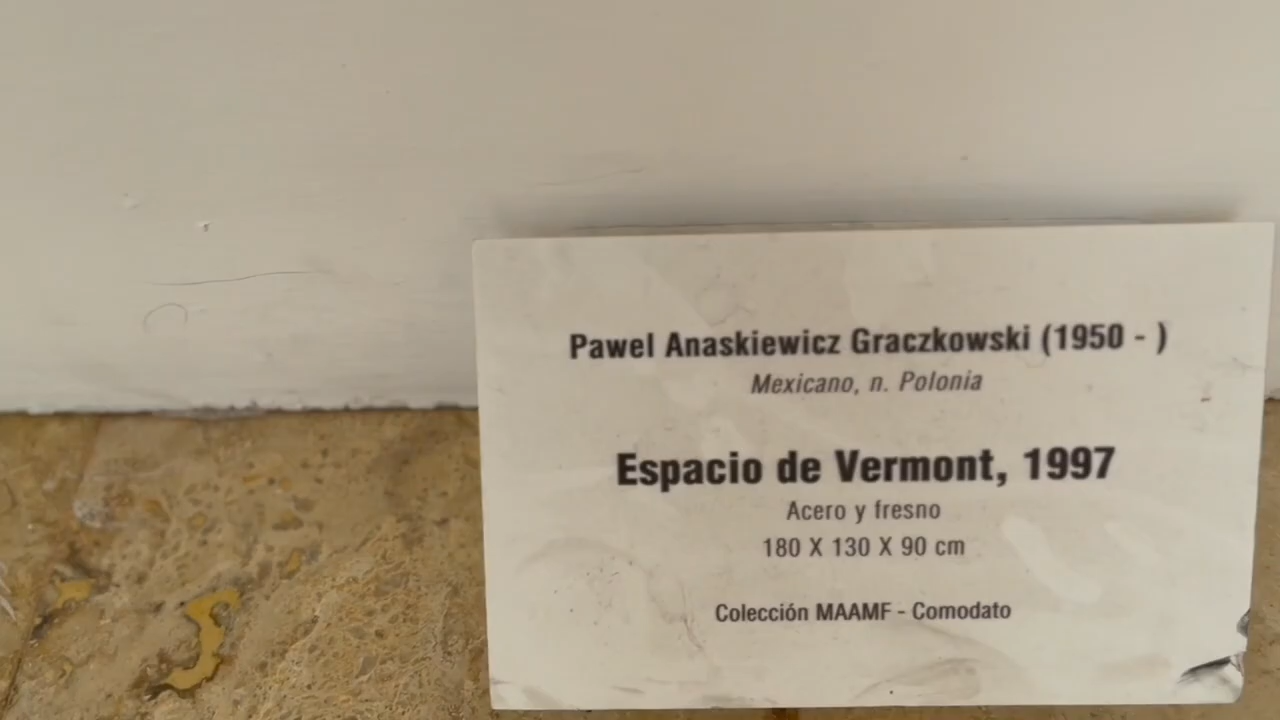 Pawel Anaskiewicz Graczkowski (1950 - )
Mexicano, n. Polonia
Espacio de Vermont, 1997
Acero y fresno
180 X 130 X 90 cm
Colección MAAMF - Comodato